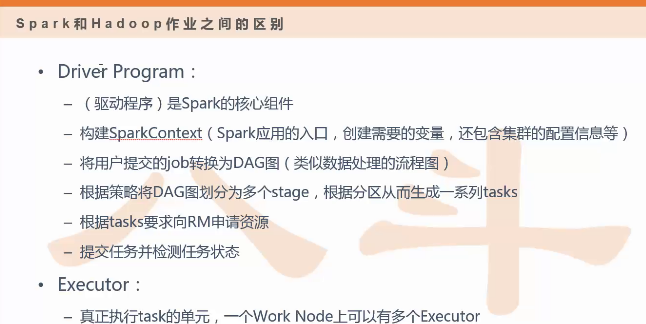 Spark和Hadoop作业之间的区别
• Driver Program：
– （驱动程序）是Spark的核心组件
– 构建SparkContext（Spark应用的入口，创建需要的变量，还包含集群的配置信息等）
– 将用户提交的job转换为DAG图（类似数据处理的流程图）
– 根据策略将DAG图划分为多个stage，根据分区从而生成一系列tasks
– 根据tasks要求向RM申请资源
– 提交任务并检测任务状态
• Executor：
– 真正执行task的单元，一个Work Node上可以有多个Executor
八斗